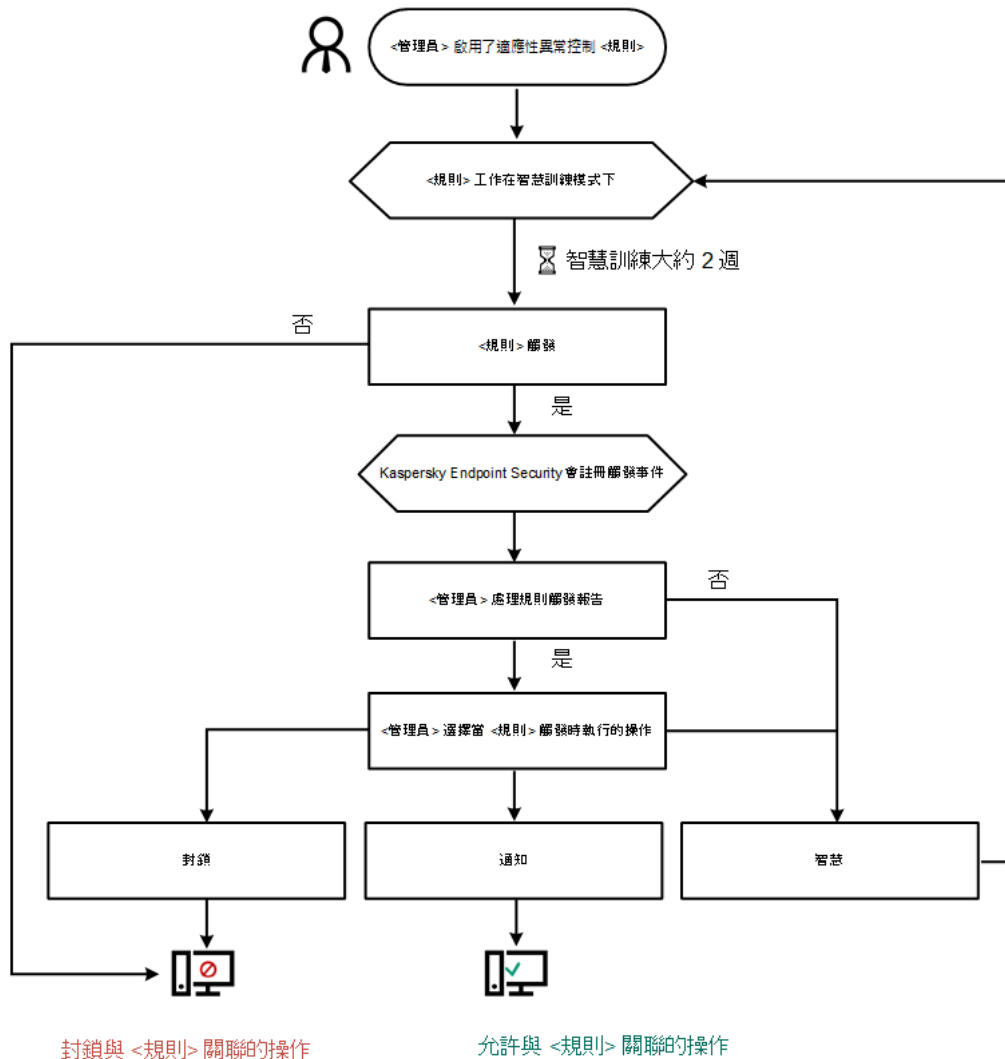 <管理員> 啟用了適應性異常控制 <規則>
<規則> 工作在智慧訓練模式下
智慧訓練大約 2 週
否
<規則> 觸發
是
Kaspersky Endpoint Security 會註冊觸發事件
<管理員> 處理規則觸發報告
否
是
<管理員> 選擇當 <規則> 觸發時執行的操作
封鎖
通知
智慧
封鎖與 <規則> 關聯的操作
允許與 <規則> 關聯的操作